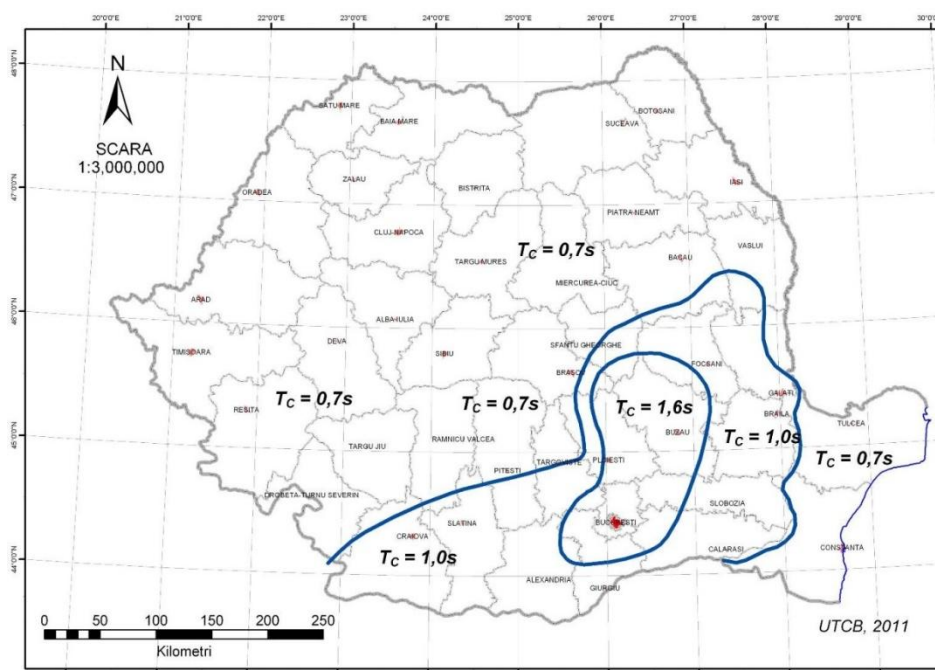 20°0'E 21°0'E 22°0'E 23°0'E 24°0'E 25°0'E 26°0'E 27°0'E 28°0'E 29°0'E 30°0'
48°0'N
N
SATU-MARE
BAIA-MARE
BOTOSANI
SUCEAVA
SCARA
1:3,000,000
47°0'N
ZALAU
IASI
ORADEA
BISTRITA
PIATRA-NEAMT
CLUJ-NAPOCA
VASLUI
TC = 0,7s
TARGU-MURES
BACAU
MIERCUREA-CIUC
46°0'N
ARAD
ALBA-IULIA
DEVA
SFANTU GHEORGHE
TIMISOARA
SIBIU
FOCSANI
BRASOV
GALATI
TC = 0,7s
TC = 0,7s
TC = 1,6s
RESITA
BRAILA
TULCEA
45°0'N
BUZAU
TC = 1,0s
RAMNICU VALCEA
TARGU JIU
TARGOVISTE
PLOIESTI
TC = 0,7s
PITESTI
DROBETA-TURNU SEVERIN
SLOBOZIA
SLATINA
BUCURESTI
CRAIOVA
CALARASI
CONSTANTA
44°0'N
TC = 1,0s
ALEXANDRIA
GIURGIU
0 50 100 150 200 250
Kilometri
UTCB, 2011